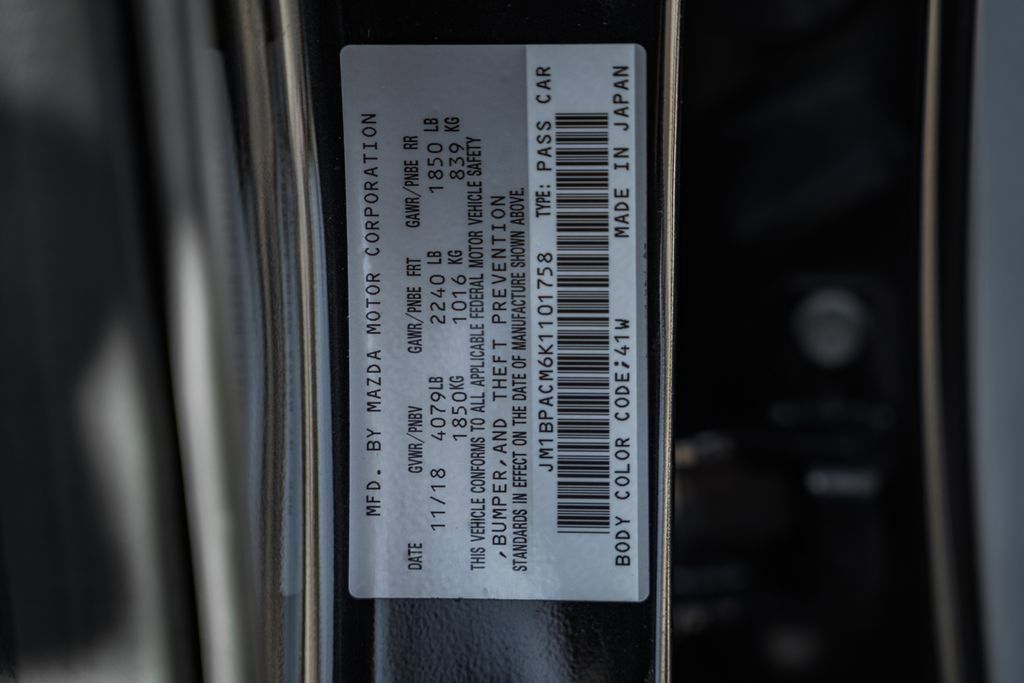 MFD. BY MAZDA MOTOR CORPORATION
DATE GVWR/PNBV GAWR/PNBE FRT GAWR/PNBE RR
11/18 4079LB 2240 LB 1850 LB
1850KG 1016 KG 839 KG
THIS VEHICLE CONFORMS TO ALL APPLICABLE FEDERAL MOTOR VEHICLE SAFETY
,BUMPER,AND THEFT PREVENTION
STANDARDS IN EFFECT ON THE DATE OF MANUFACTURE SHOWN ABOVE.
JM1BPACM6K1101758 TYPE: PASS CAR
BODY COLOR CODE;41W MADE IN JAPAN